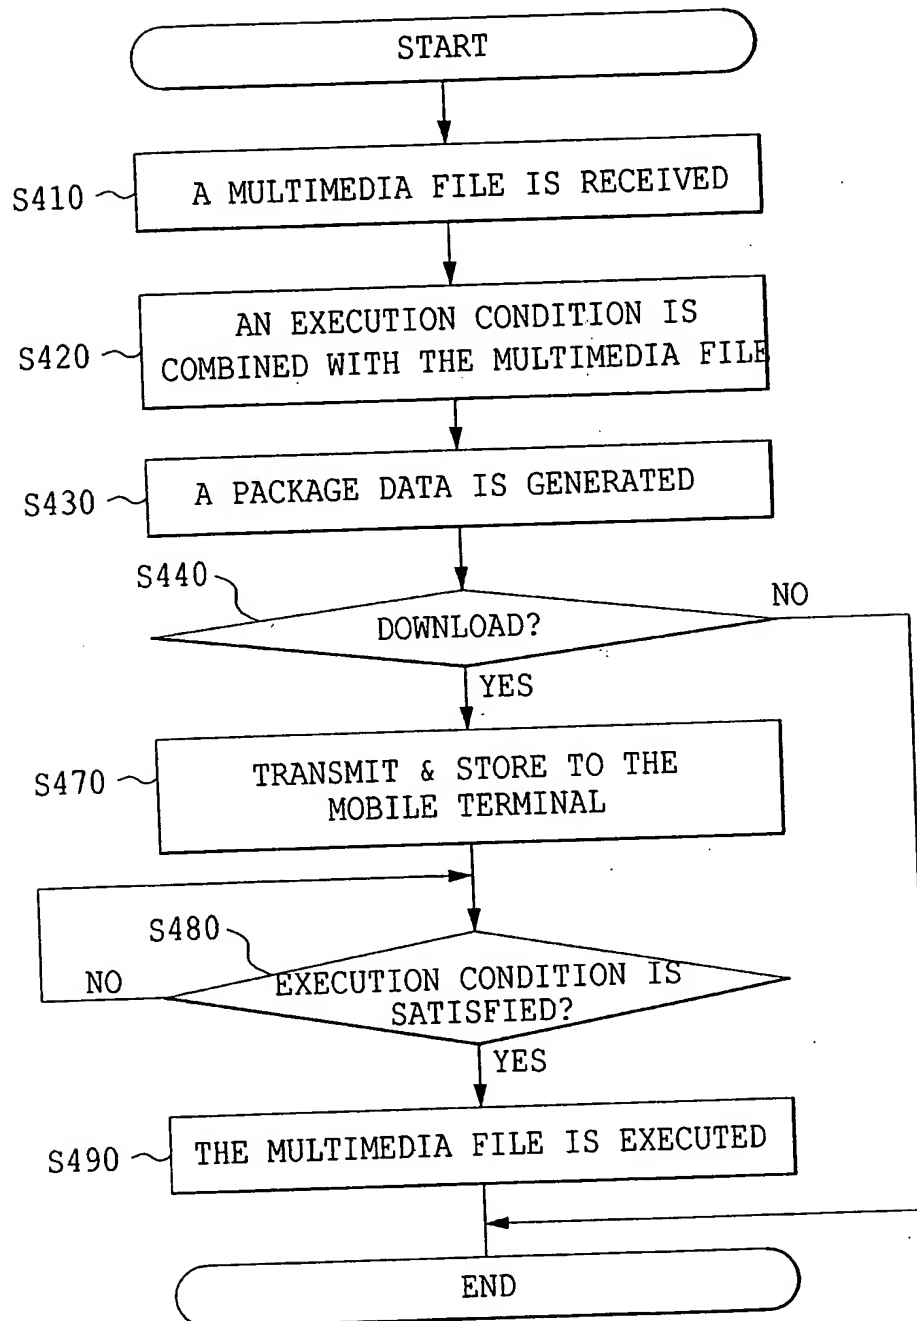 START
S410
A MULTIMEDIA FILE IS RECEIVED
S420
AN EXECUTION CONDITION IS
COMBINED WITH THE MULTIMEDIA FILE
S430
A PACKAGE DATA IS GENERATED
S440
DOWNLOAD?
NO
YES
S470
TRANSMIT & STORE TO THE
MOBILE TERMINAL
S480
NO
EXECUTION CONDITION IS
SATISFIED?
YES
S490
THE MULTIMEDIA FILE IS EXECUTED
END